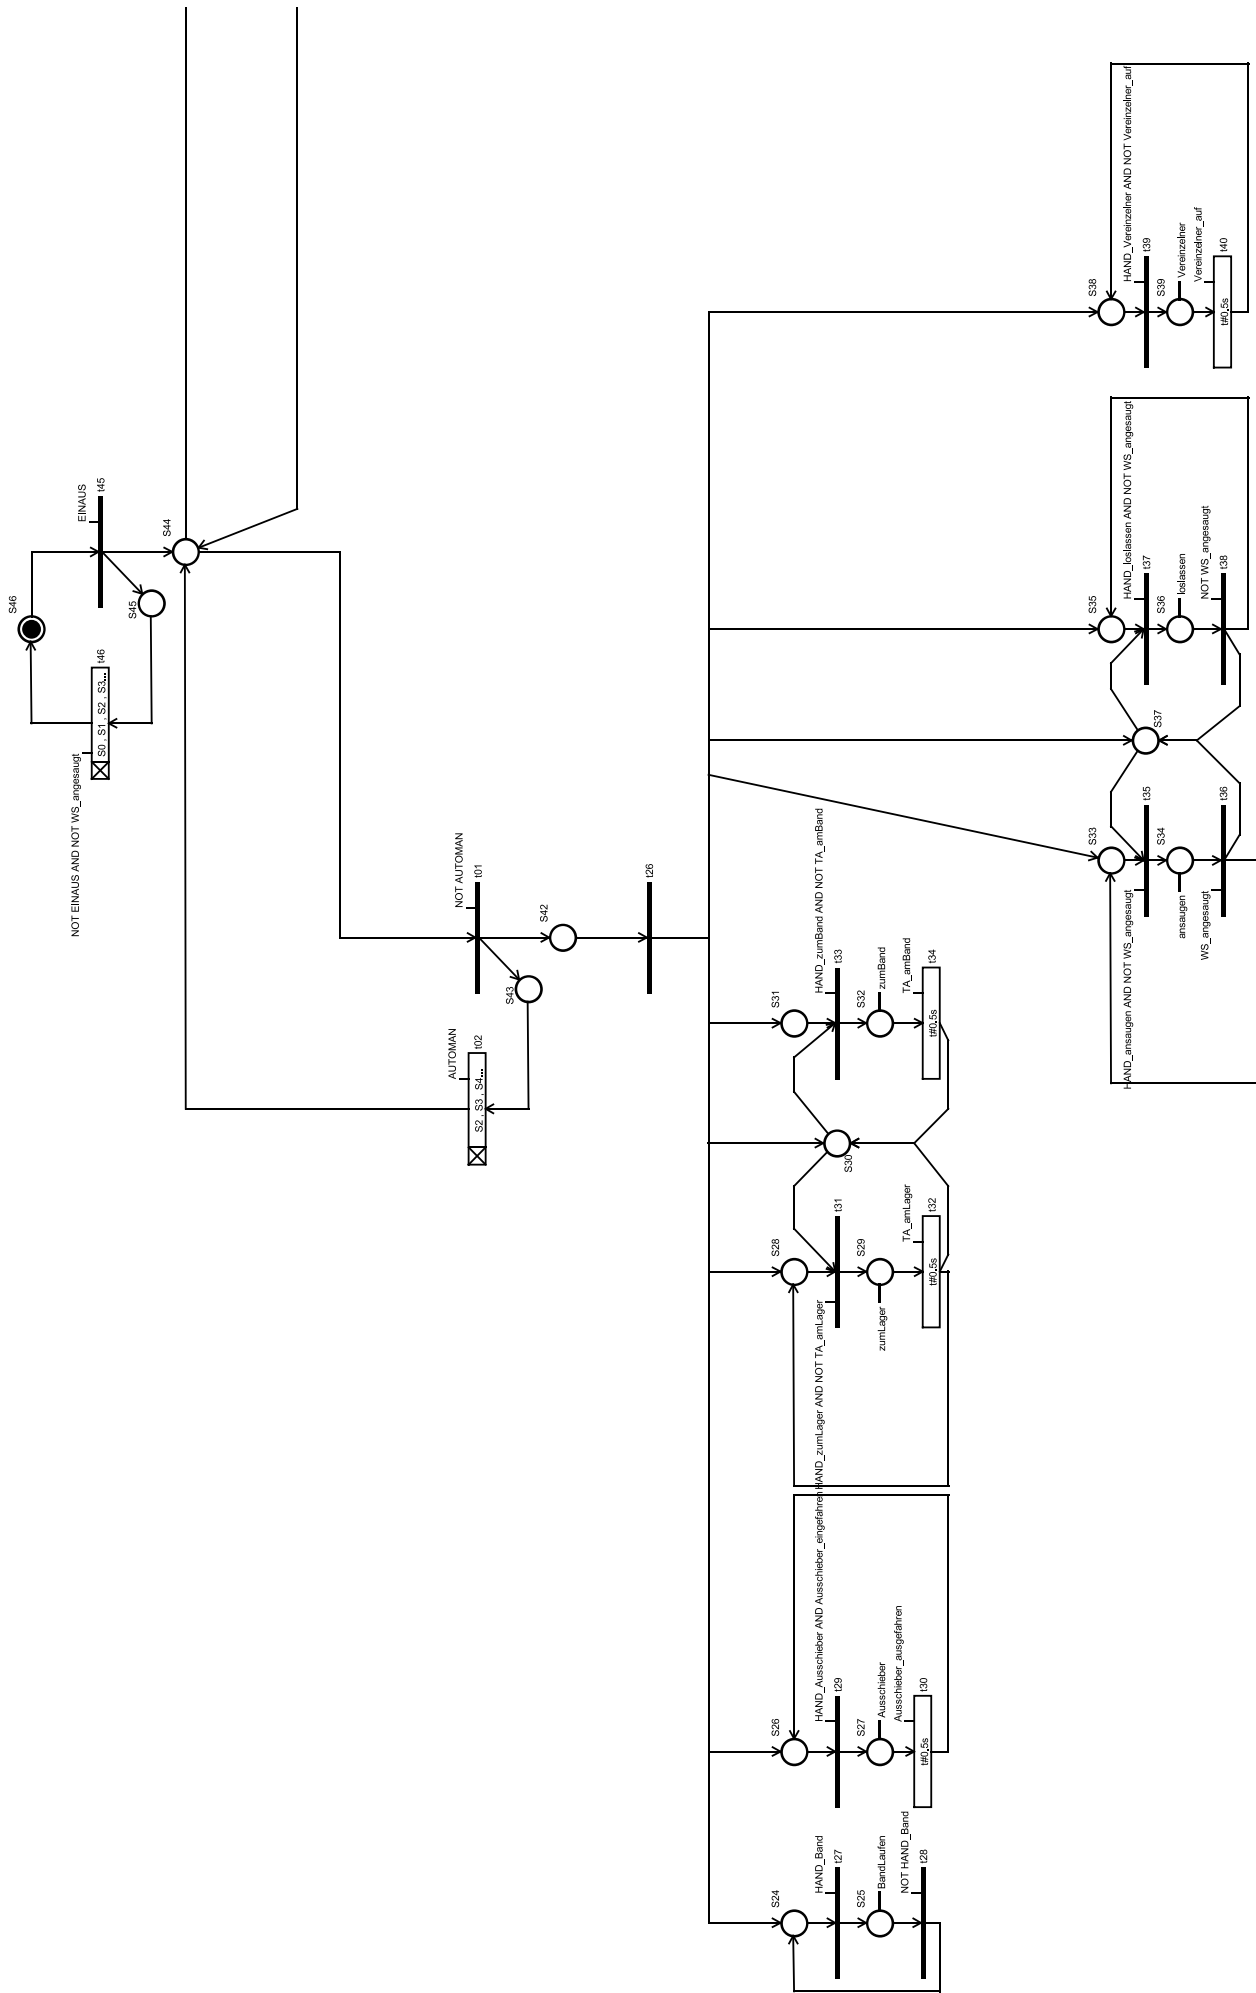 S46
EINAUS
t45
S44
S45
t46
S0 , S1 , S2 , S3...
NOT EINAUS AND NOT WS_angesaugt
NOT AUTOMAN
t01
S42
S43
AUTOMAN
t02
S2 , S3 , S4...
t26
S38
HAND_Vereinzelner AND NOT Vereinzelner_auf
t39
S39
Vereinzelner
Vereinzelner_auf
t40
t#0.5s
S35
HAND_loslassen AND NOT WS_angesaugt
t37
S36
loslassen
NOT WS_angesaugt
t38
S37
S33
t35
HAND_ansaugen AND NOT WS_angesaugt
S34
ansaugen
t36
WS_angesaugt
S31
HAND_zumBand AND NOT TA_amBand
t33
S32
zumBand
TA_amBand
t34
t#0.5s
S30
S28
t31
HAND_zumLager AND NOT TA_amLager
S29
zumLager
TA_amLager
t32
t#0.5s
S26
HAND_Ausschieber AND Ausschieber_eingefahren
t29
S27
Ausschieber
Ausschieber_ausgefahren
t30
t#0.5s
S24
HAND_Band
t27
S25
BandLaufen
NOT HAND_Band
t28